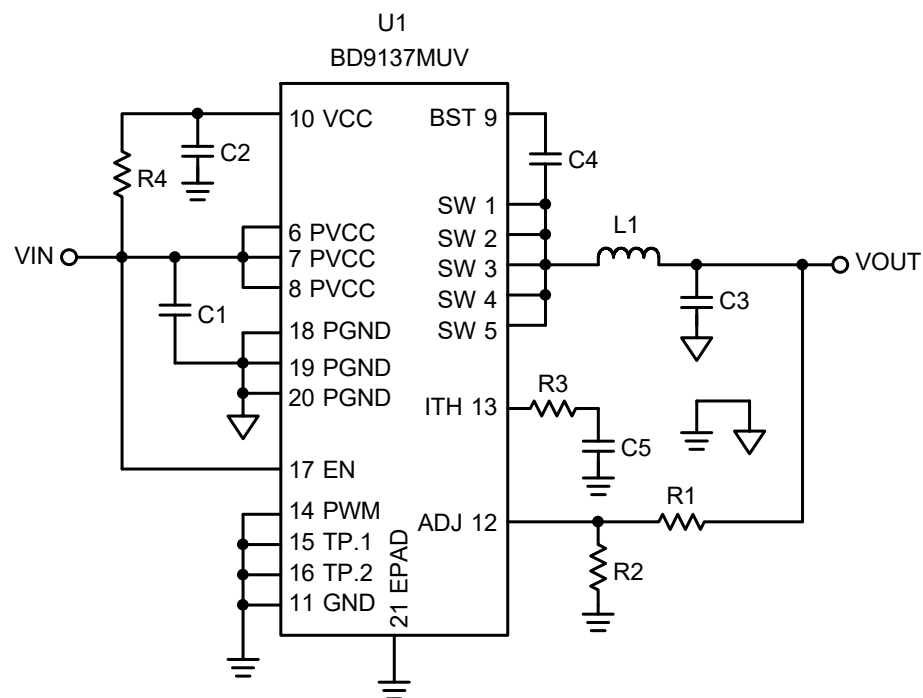 U1
BD9137MUV
10 VCC
BST 9
C2
C4
R4
SW 1
6 PVCC
SW 2
L1
VIN
7 PVCC
SW 3
VOUT
8 PVCC
SW 4
C1
C3
18 PGND
SW 5
19 PGND
R3
20 PGND
ITH 13
C5
17 EN
R1
14 PWM
ADJ 12
15 TP.1
R2
16 TP.2
11 GND
21 EPAD